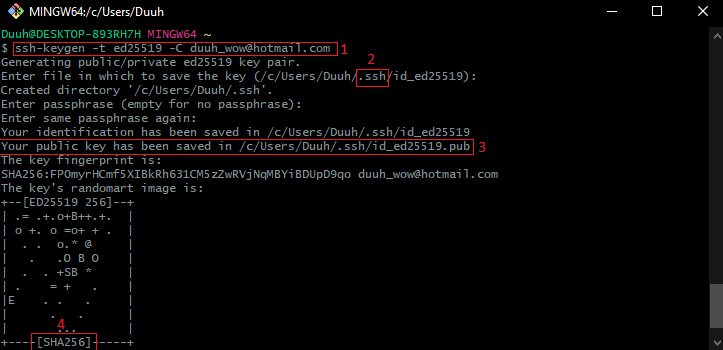 MINGW64:/c/Users/Duuh
Duuh@DESKTOP-893RH7H MINGW64 ~
$ ssh-keygen -t ed25519 -C duuh_wow@hotmail.com 1
Generating public/private ed25519 key pair. 2
Enter file in which to save the key (/c/Users/Duuh/.ssh/id_ed25519):
Created directory '/c/Users/Duuh/.ssh'.
Enter passphrase (empty for no passphrase):
Enter same passphrase again:
Your identification has been saved in /c/Users/Duuh/.ssh/id_ed25519
Your public key has been saved in /c/Users/Duuh/.ssh/id_ed25519.pub 3
The key fingerprint is:
SHA256:FPOmyrHCmf5XIBkRh631CM5zZwRVjNqMBYiBDUpD9qo duuh_wow@hotmail.com
The key's randomart image is:
+--[ED25519 256]--+
| .= .+.o+B++.+.  |
| o +. o =o+ + .  |
|  . .   o.* @    |
|   .   .O B O    |
|  .  . +SB *     |
| .    = +   .    |
|E    . .   .     |
|      .   .      |
| 4    ...        |
+----[SHA256]-----+